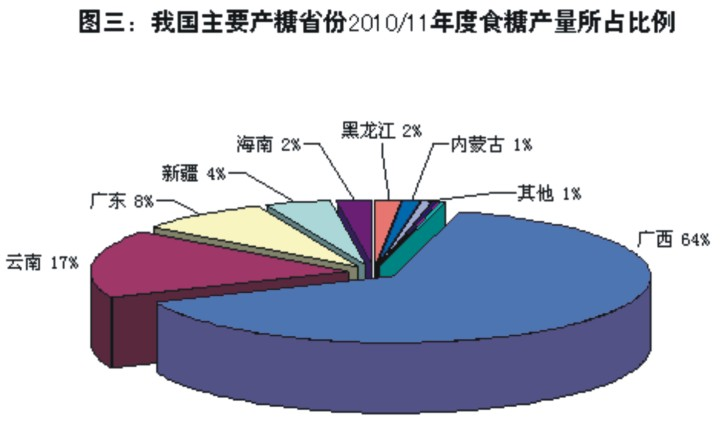 图三：我国主要产糖省份2010/11年度食糖产量所占比例
黑龙江 2%
海南 2%
内蒙古 1%
新疆 4%
其他 1%
广东 8%
广西 64%
云南 17%